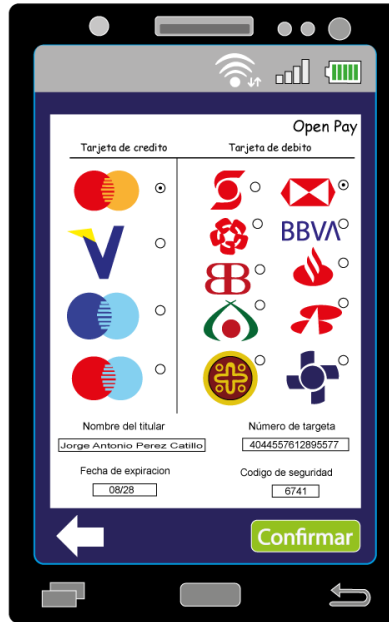 Open Pay
Tarjeta de credito
Tarjeta de debito
BBVA
Nombre del titular
Número de targeta
Jorge Antonio Perez Catillo
4044557612895577
Fecha de expiracion
Codigo de seguridad
08/28
6741
Confirmar